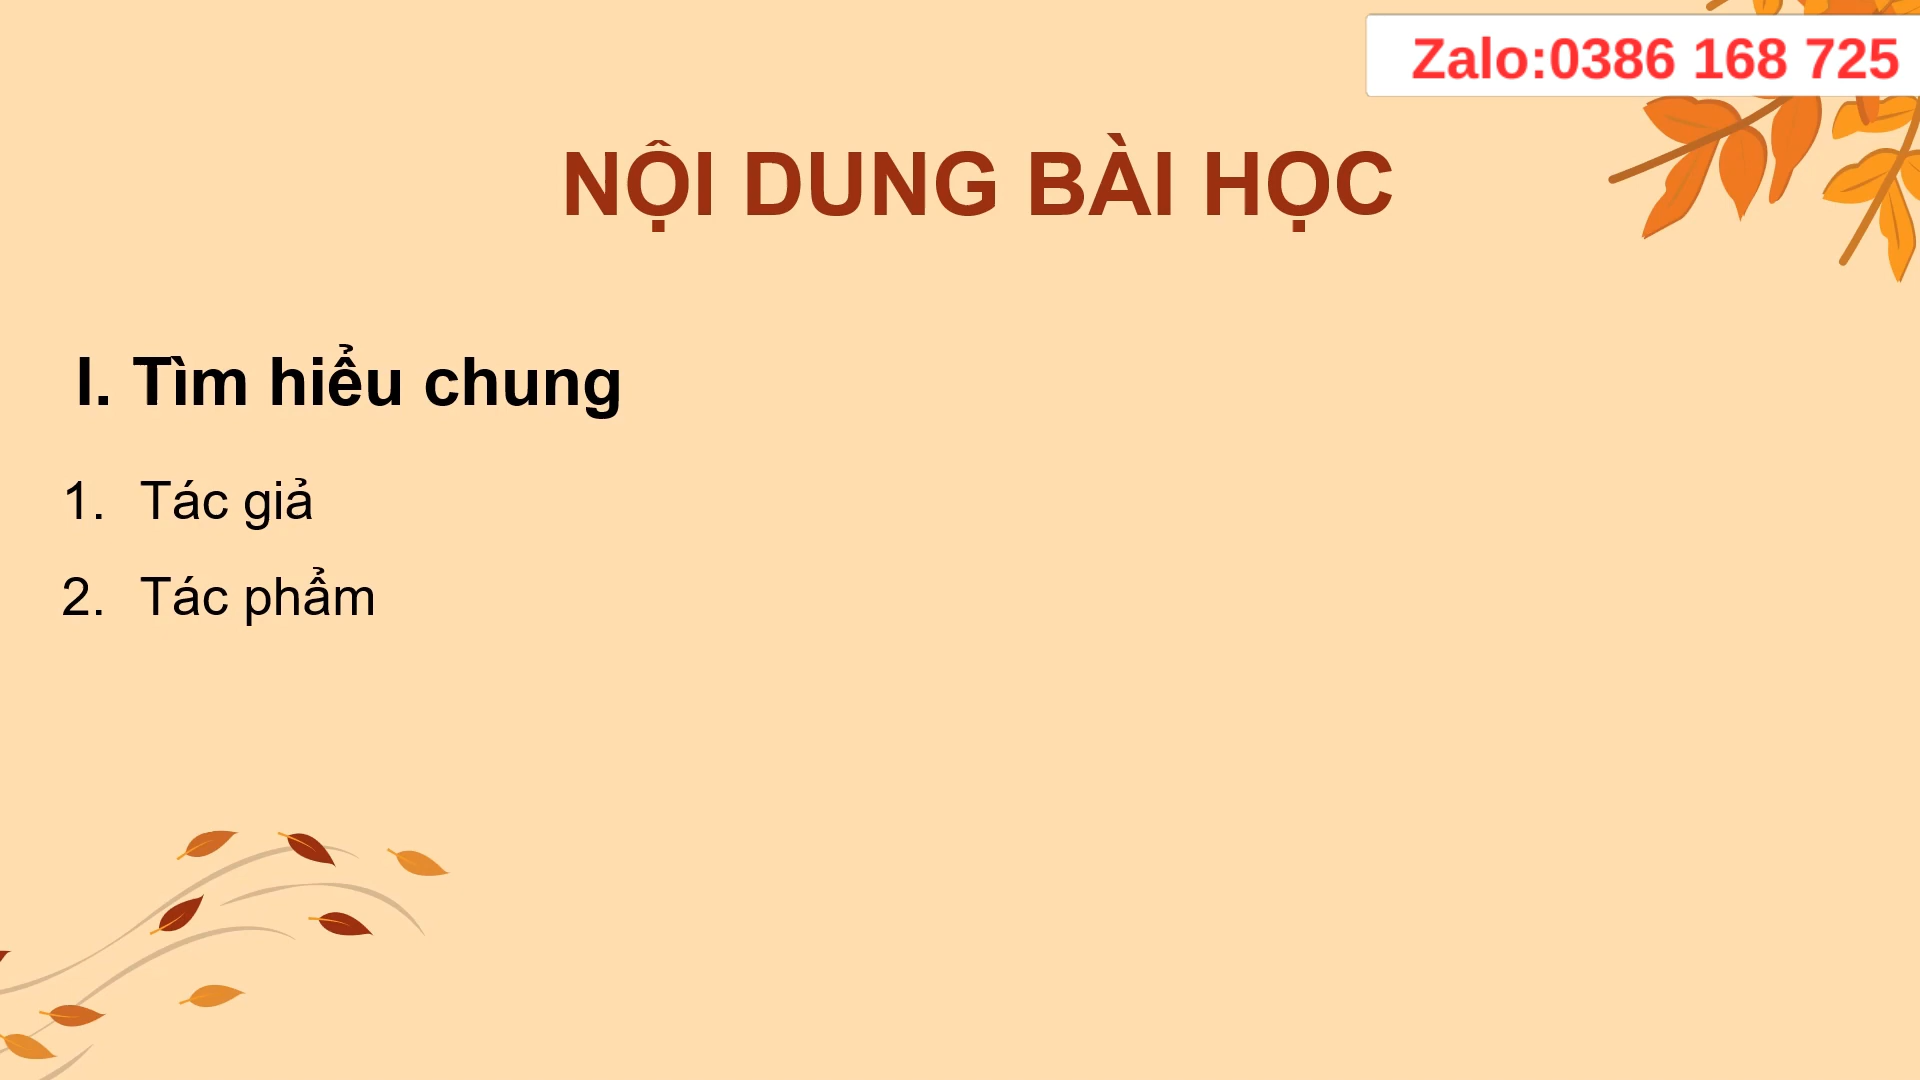 Zalo:0386 168 725
NỘI DUNG BÀI HỌC
I. Tìm hiểu chung
1. Tác giả
2. Tác phẩm